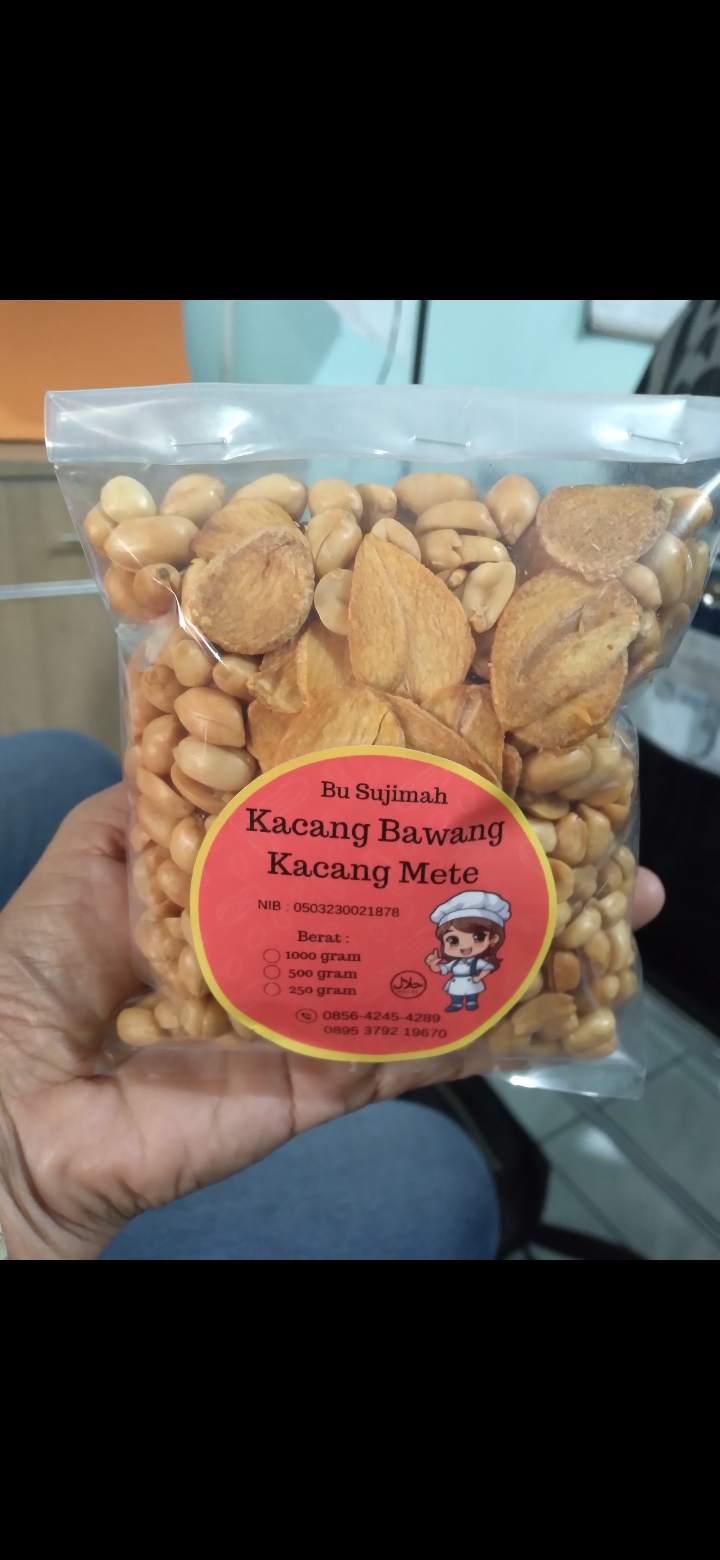 Bu Sujimah
Kacang Bawang
Kacang Mete
NIB : 0503230021878
Berat :
1000 gram
500 gram
250 gram
حلال
0856-4245-4289
0895 3792 19670